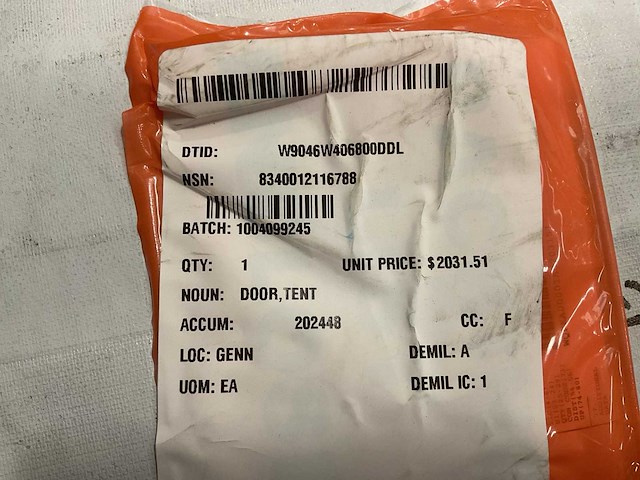 DTID: W9046W406800DDL
NSN: 8340012116788
BATCH: 1004099245
QTY: 1 UNIT PRICE: $2031.51
NOUN: DOOR,TENT
ACCUM: 202448 CC: F
LOC: GENN DEMIL: A
UOM: EA DEMIL IC: 1